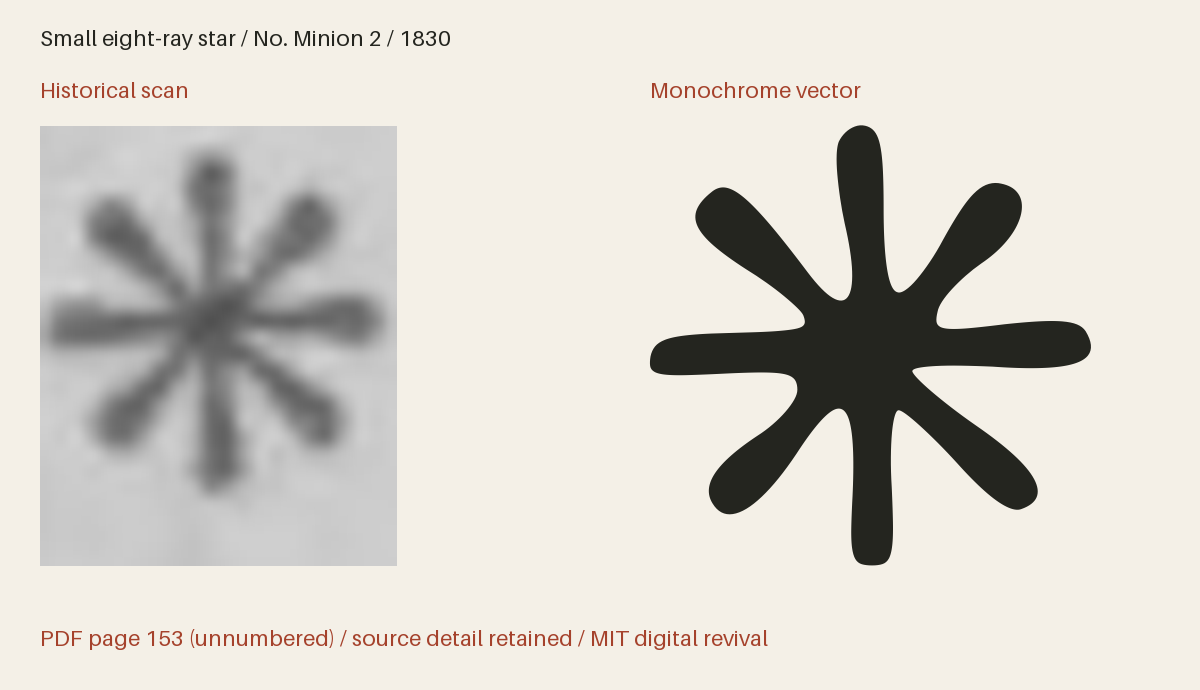 Small eight-ray star / No. Minion 2 / 1830
Historical scan
Monochrome vector
PDF page 153 (unnumbered) / source detail retained / MIT digital revival